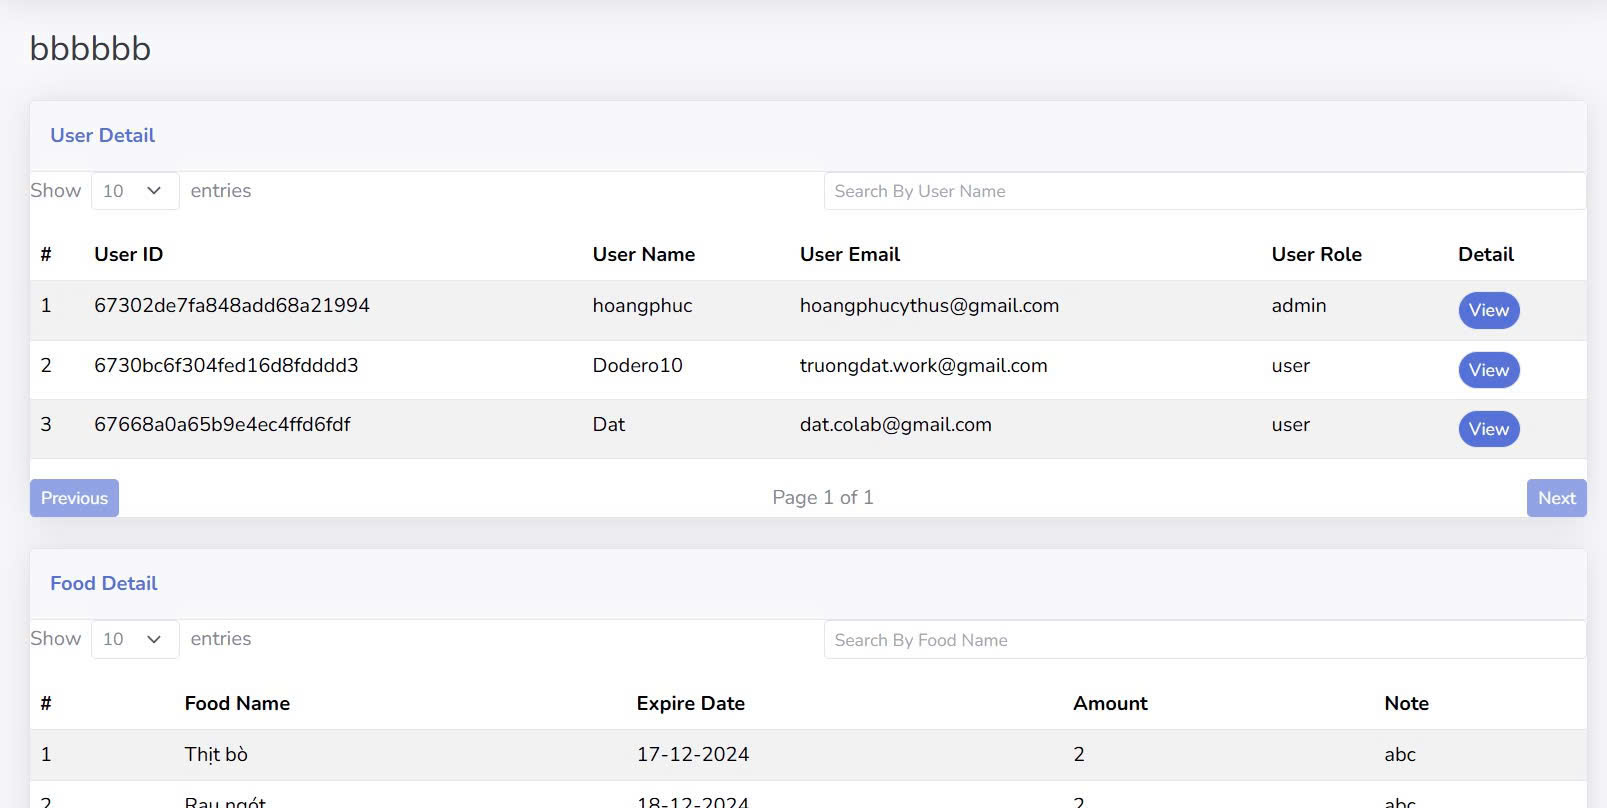 bbbbbb
User Detail
Show 10 entries Search By User Name
# User ID User Name User Email User Role Detail
1 67302de7fa848add68a21994 hoangphuc hoangphucythus@gmail.com admin View
2 6730bc6f304fed16d8fdddd3 Dodero10 truongdat.work@gmail.com user View
3 67668a0a65b9e4ec4ffd6fdf Dat dat.colab@gmail.com user View
Previous Page 1 of 1 Next
Food Detail
Show 10 entries Search By Food Name
# Food Name Expire Date Amount Note
1 Thịt bò 17-12-2024 2 abc
2 Rau ngót 18-12-2024 2 abc